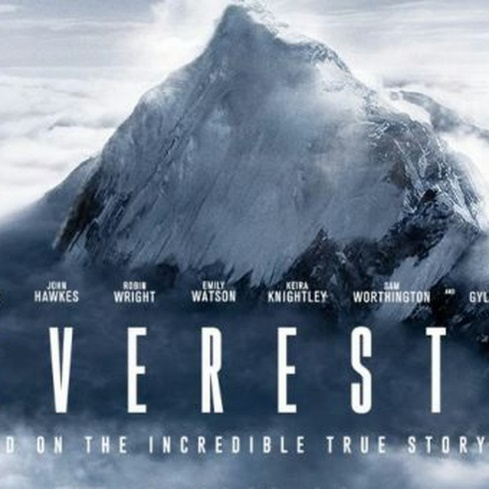 JOHN HAWKES ROBIN WRIGHT EMILY WATSON KEIRA KNIGHTLEY SAM WORTHINGTON AND GYL
VEREST
D ON THE INCREDIBLE TRUE STORY